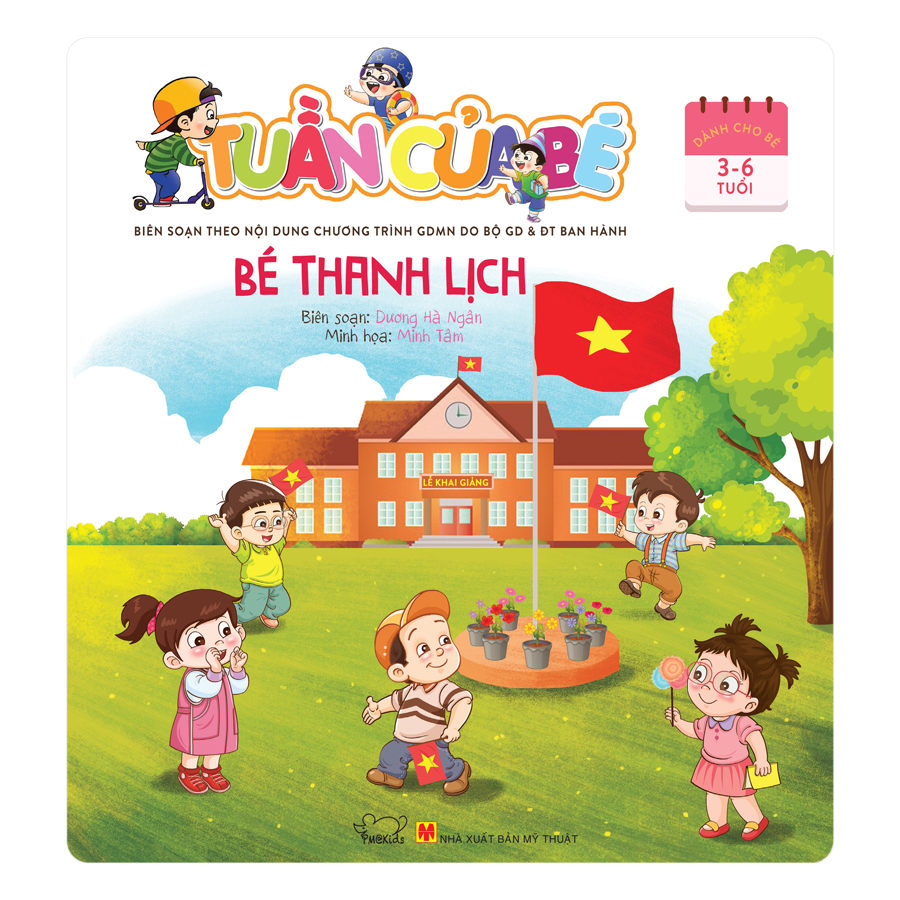 TUẦN CỦA BÉ
DÀNH CHO BÉ
3-6
TUỔI
BIÊN SOẠN THEO NỘI DUNG CHƯƠNG TRÌNH GDMN DO BỘ GD & ĐT BAN HÀNH
BÉ THANH LỊCH
Biên soạn: Dương Hà Ngân
Minh họa: Minh Tâm
LỄ KHAI GIẢNG
PM@Kids
NHÀ XUẤT BẢN MỸ THUẬT